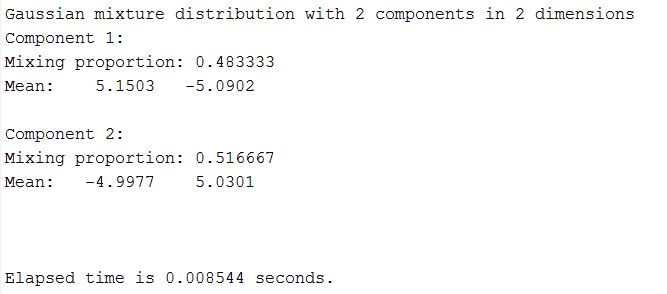 Gaussian mixture distribution with 2 components in 2 dimensions
Component 1:
Mixing proportion: 0.483333
Mean:    5.1503   -5.0902
Component 2:
Mixing proportion: 0.516667
Mean:   -4.9977    5.0301
Elapsed time is 0.008544 seconds.